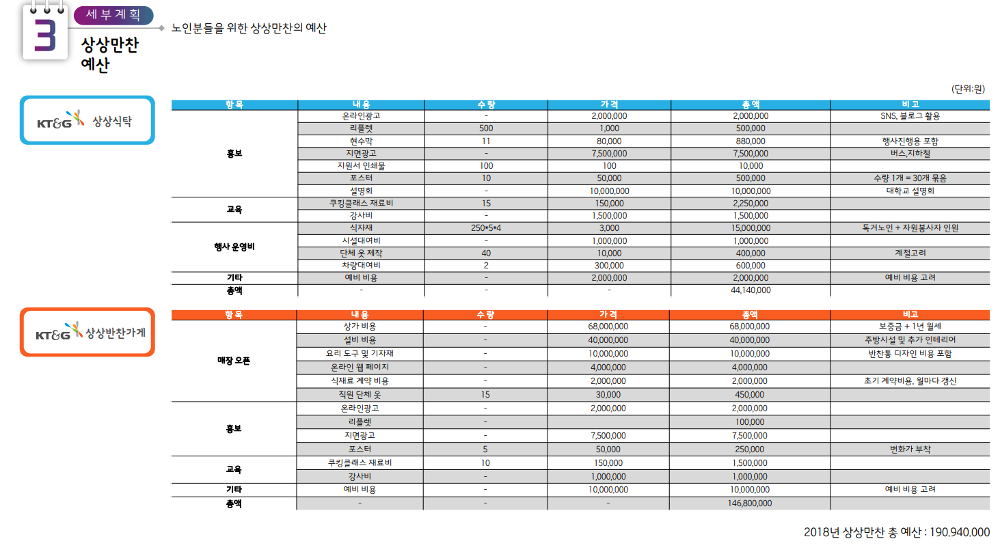 3
세부계획
상상만찬
예산
노인분들을 위한 상상만찬의 예산
(단위:원)
KT&G 상상식탁
항목 내용 수량 가격 총액 비고
홍보
온라인광고 - 2,000,000 2,000,000 SNS, 블로그 활용
리플렛 500 1,000 500,000
현수막 11 80,000 880,000 행사진행용 포함
지면광고 - 7,500,000 7,500,000 버스,지하철
지원서 인쇄물 100 100 10,000
포스터 10 50,000 500,000 수량 1개 = 30개 묶음
설명회 - 10,000,000 10,000,000 대학교 설명회
교육
쿠킹클래스 재료비 15 150,000 2,250,000
강사비 - 1,500,000 1,500,000
행사 운영비
식자재 250*5*4 3,000 15,000,000 독거노인 + 자원봉사자 인원
시설대여비 - 1,000,000 1,000,000
단체 옷 제작 40 10,000 400,000 계절고려
차량대여비 2 300,000 600,000
기타 예비 비용 - 2,000,000 2,000,000 예비 비용 고려
총액 - - - 44,140,000
KT&G 상상반찬가게
항목 내용 수량 가격 총액 비고
매장 오픈
상가 비용 - 68,000,000 68,000,000 보증금 + 1년 월세
설비 비용 - 40,000,000 40,000,000 주방시설 및 추가 인테리어
요리 도구 및 기자재 - 10,000,000 10,000,000 반찬통 디자인 비용 포함
온라인 웹 페이지 - 4,000,000 4,000,000
식재료 계약 비용 - 2,000,000 2,000,000 초기 계약비용, 월마다 갱신
직원 단체 옷 15 30,000 450,000
홍보
온라인광고 - 2,000,000 2,000,000
리플렛 - 100,000
지면광고 - 7,500,000 7,500,000
포스터 5 50,000 250,000 번화가 부착
교육
쿠킹클래스 재료비 10 150,000 1,500,000
강사비 - 1,000,000 1,000,000
기타 예비 비용 - 10,000,000 10,000,000 예비 비용 고려
총액 - - - 146,800,000
2018년 상상만찬 총 예산 : 190.940.000